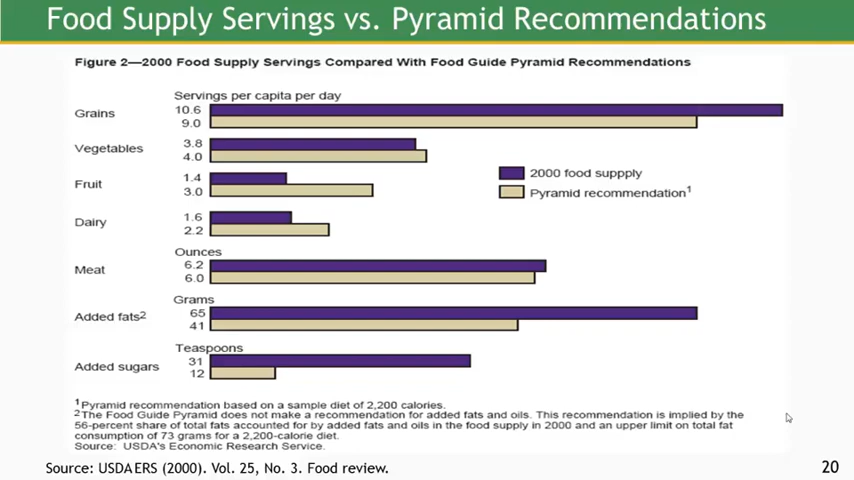 Food Supply Servings vs. Pyramid Recommendations
Figure 2—2000 Food Supply Servings Compared With Food Guide Pyramid Recommendations
Servings per capita per day
Grains
10.6
9.0
Vegetables
3.8
4.0
Fruit
1.4
3.0
2000 food suppply
Pyramid recommendation¹
Dairy
1.6
2.2
Ounces
Meat
6.2
6.0
Grams
Added fats²
65
41
Teaspoons
Added sugars
31
12
¹Pyramid recommendation based on a sample diet of 2,200 calories.
²The Food Guide Pyramid does not make a recommendation for added fats and oils. This recommendation is implied by the
56-percent share of total fats accounted for by added fats and oils in the food supply in 2000 and an upper limit on total fat
consumption of 73 grams for a 2,200-calorie diet.
Source: USDA's Economic Research Service.
Source: USDA ERS (2000). Vol. 25, No. 3. Food review.
20